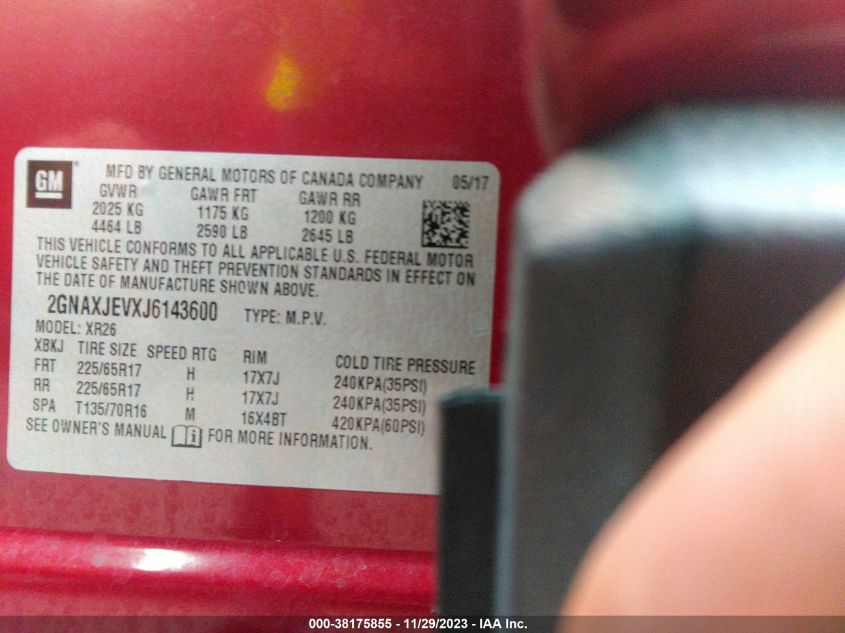 GM
MFD BY GENERAL MOTORS OF CANADA COMPANY 05/17
GVWR GAWR FRT GAWR RR
2025 KG 1175 KG 1200 KG
4464 LB 2590 LB 2645 LB
THIS VEHICLE CONFORMS TO ALL APPLICABLE U.S. FEDERAL MOTOR
VEHICLE SAFETY AND THEFT PREVENTION STANDARDS IN EFFECT ON
THE DATE OF MANUFACTURE SHOWN ABOVE.
2GNAXJEVXJ6143600 TYPE: M.P.V.
MODEL: XR26
XBKJ TIRE SIZE SPEED RTG RIM COLD TIRE PRESSURE
FRT 225/65R17 H 17X7J 240KPA(35PSI)
RR 225/65R17 H 17X7J 240KPA(35PSI)
SPA T135/70R16 M 16X4BT 420KPA(60PSI)
SEE OWNER'S MANUAL i FOR MORE INFORMATION.
000-38175855 - 11/29/2023 - IAA Inc.